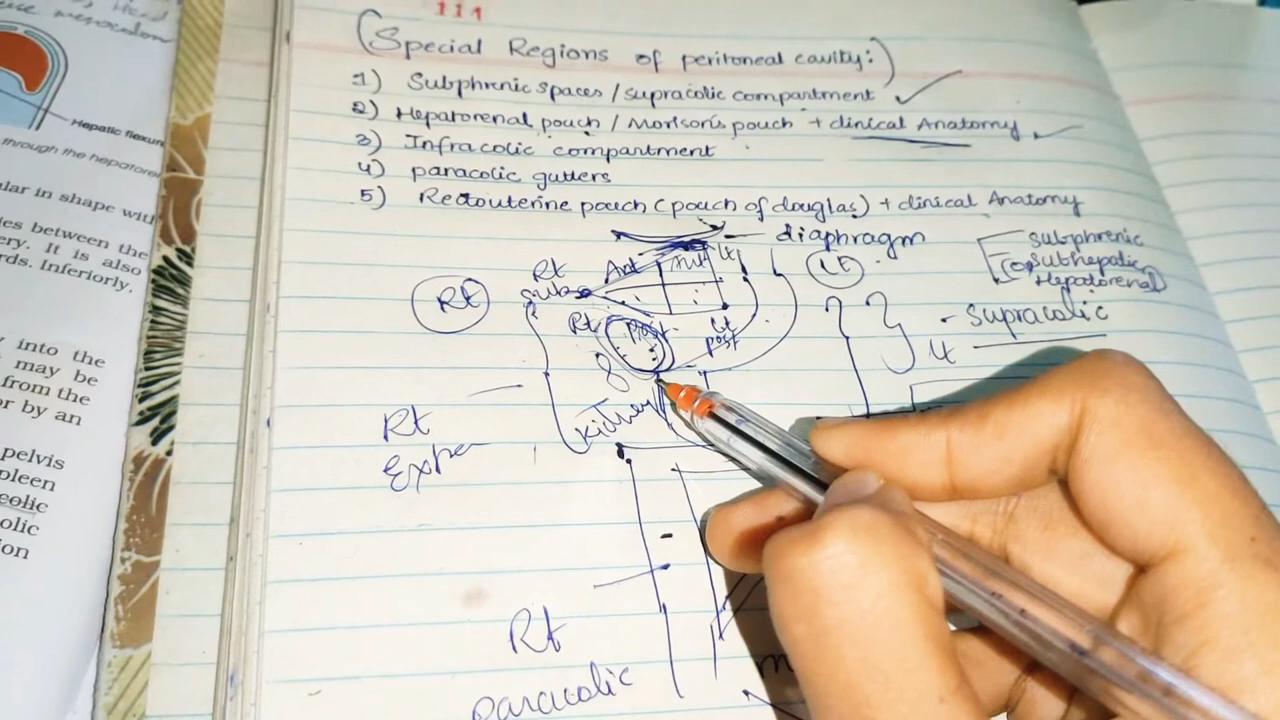 111
(Special Regions of peritoneal cavity:)
1) Subphrenic spaces / supracolic compartment
2) Hepatorenal pouch / Morison's pouch + clinical Anatomy
3) Infracolic compartment
4) paracolic gutters
5) Rectouterine pouch (pouch of douglas) + clinical Anatomy
diaphragm
subphrenic
subhepatic
Hepatorenal
Rt
Ant
Lt
Lt
Rt
Rt
post
Lt
post
supracolic
Lt
kidney
Rt
Extra
Rt
paracolic
Hepatic flexure
through the hepatore
ular in shape with
es between the
ery. It is also
rds. Inferiorly,
y into the
may be
from the
or by an
pelvis
pleen
colic
olic
ion